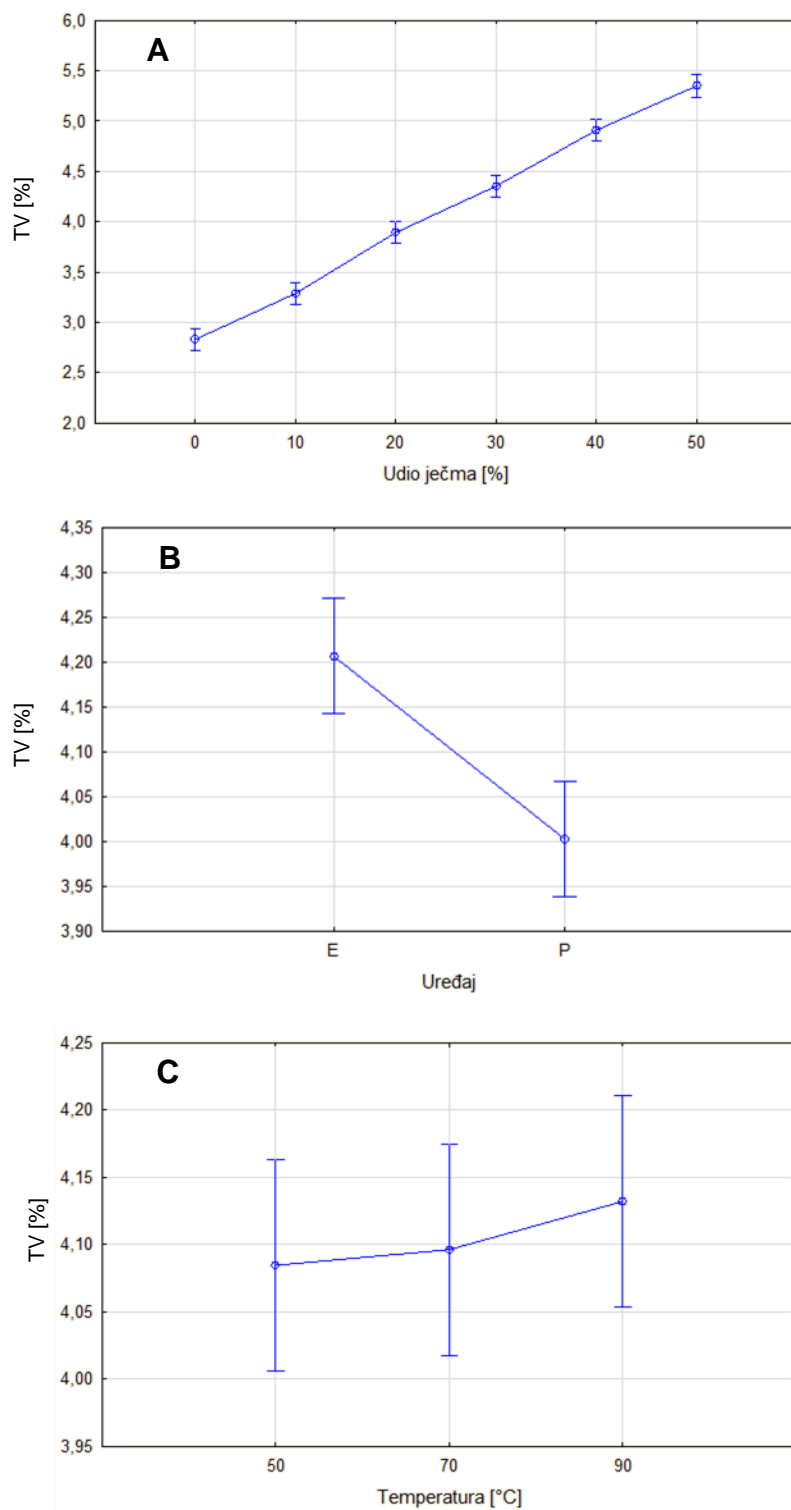 A
6,0
5,5
5,0
4,5
4,0
3,5
3,0
2,5
2,0
TV [%]
0 10 20 30 40 50
Udio ječma [%]
B
4,35
4,30
4,25
4,20
4,15
4,10
4,05
4,00
3,95
3,90
TV [%]
E P
Uređaj
C
4,25
4,20
4,15
4,10
4,05
4,00
3,95
TV [%]
50 70 90
Temperatura [°C]